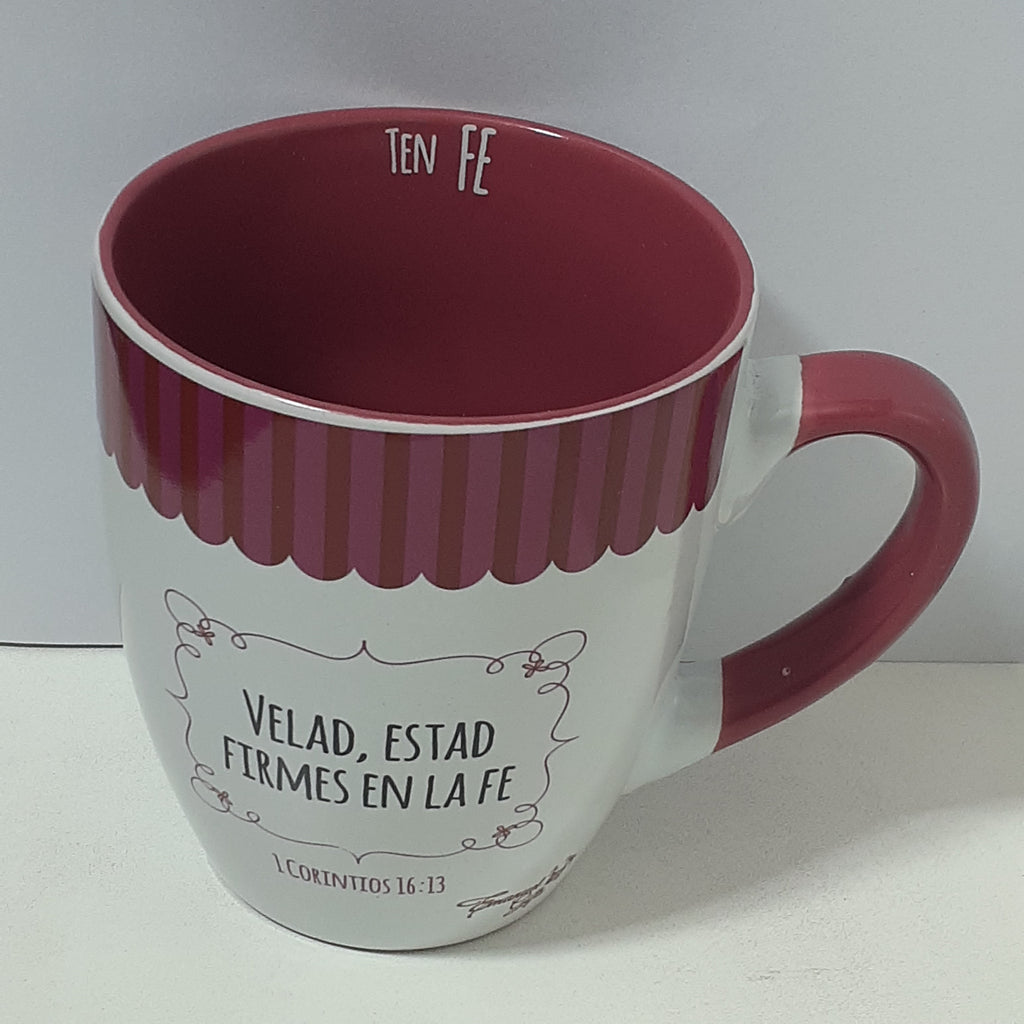 TEN FE
VELAD, ESTAD
FIRMES EN LA FE
1 CORINTIOS 16:13